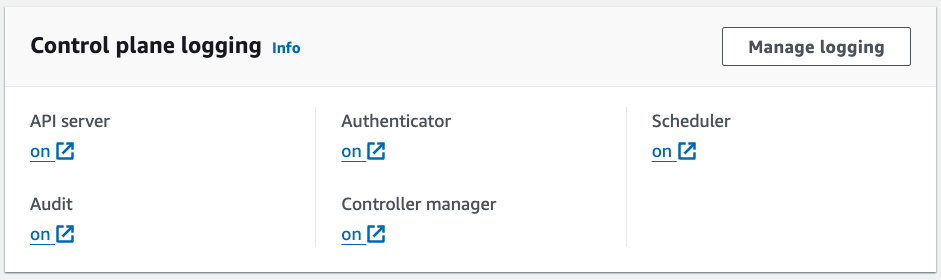 Control plane logging Info
Manage logging
API server
on
Authenticator
on
Scheduler
on
Audit
on
Controller manager
on